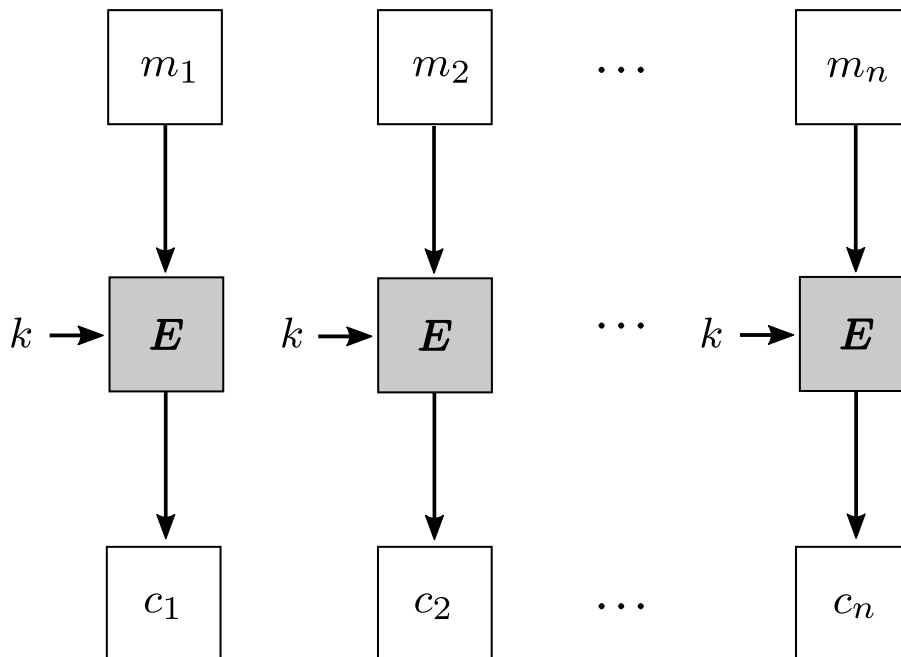 m₁ m₂ ⋯ mₙ
k E k E ⋯ k E
c₁ c₂ ⋯ cₙ